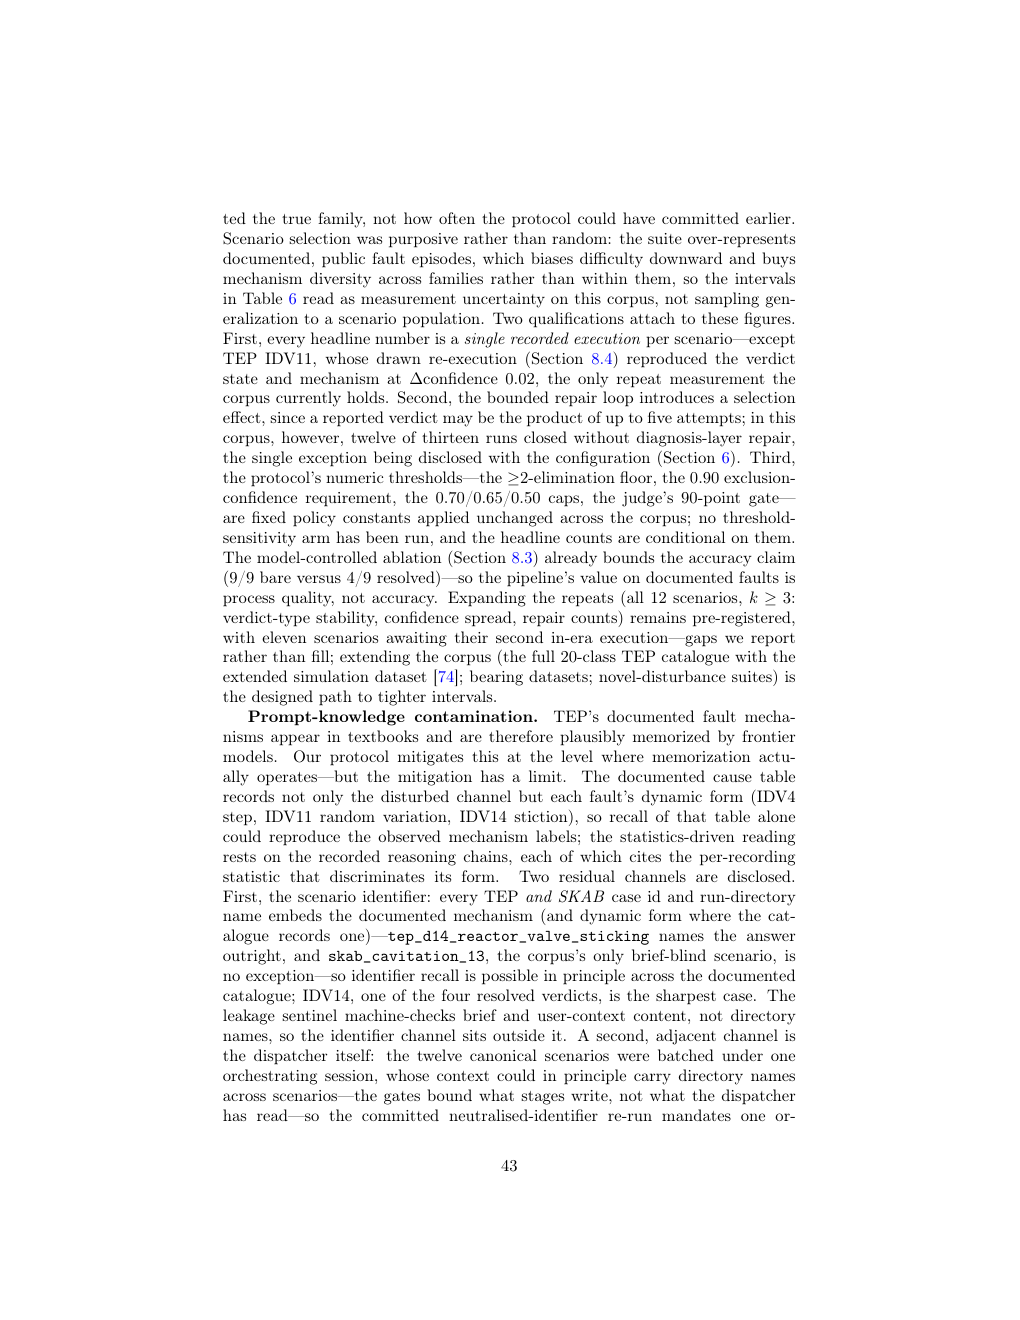 ted the true family, not how often the protocol could have committed earlier.
Scenario selection was purposive rather than random: the suite over-represents
documented, public fault episodes, which biases difficulty downward and buys
mechanism diversity across families rather than within them, so the intervals
in Table 6 read as measurement uncertainty on this corpus, not sampling gen-
eralization to a scenario population. Two qualifications attach to these figures.
First, every headline number is a single recorded execution per scenario—except
TEP IDV11, whose drawn re-execution (Section 8.4) reproduced the verdict
state and mechanism at Δconfidence 0.02, the only repeat measurement the
corpus currently holds. Second, the bounded repair loop introduces a selection
effect, since a reported verdict may be the product of up to five attempts; in this
corpus, however, twelve of thirteen runs closed without diagnosis-layer repair,
the single exception being disclosed with the configuration (Section 6). Third,
the protocol's numeric thresholds—the ≥2-elimination floor, the 0.90 exclusion-
confidence requirement, the 0.70/0.65/0.50 caps, the judge's 90-point gate—
are fixed policy constants applied unchanged across the corpus; no threshold-
sensitivity arm has been run, and the headline counts are conditional on them.
The model-controlled ablation (Section 8.3) already bounds the accuracy claim
(9/9 bare versus 4/9 resolved)—so the pipeline's value on documented faults is
process quality, not accuracy. Expanding the repeats (all 12 scenarios, k ≥ 3:
verdict-type stability, confidence spread, repair counts) remains pre-registered,
with eleven scenarios awaiting their second in-era execution—gaps we report
rather than fill; extending the corpus (the full 20-class TEP catalogue with the
extended simulation dataset [74]; bearing datasets; novel-disturbance suites) is
the designed path to tighter intervals.
Prompt-knowledge contamination. TEP's documented fault mecha-
nisms appear in textbooks and are therefore plausibly memorized by frontier
models. Our protocol mitigates this at the level where memorization actu-
ally operates—but the mitigation has a limit. The documented cause table
records not only the disturbed channel but each fault's dynamic form (IDV4
step, IDV11 random variation, IDV14 stiction), so recall of that table alone
could reproduce the observed mechanism labels; the statistics-driven reading
rests on the recorded reasoning chains, each of which cites the per-recording
statistic that discriminates its form. Two residual channels are disclosed.
First, the scenario identifier: every TEP and SKAB case id and run-directory
name embeds the documented mechanism (and dynamic form where the cat-
alogue records one)—tep_d14_reactor_valve_sticking names the answer
outright, and skab_cavitation_13, the corpus's only brief-blind scenario, is
no exception—so identifier recall is possible in principle across the documented
catalogue; IDV14, one of the four resolved verdicts, is the sharpest case. The
leakage sentinel machine-checks brief and user-context content, not directory
names, so the identifier channel sits outside it. A second, adjacent channel is
the dispatcher itself: the twelve canonical scenarios were batched under one
orchestrating session, whose context could in principle carry directory names
across scenarios—the gates bound what stages write, not what the dispatcher
has read—so the committed neutralised-identifier re-run mandates one or-
43